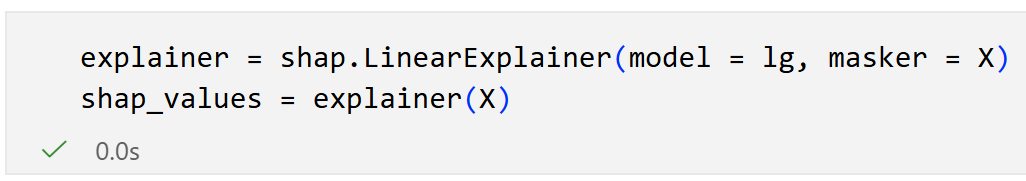 explainer = shap.LinearExplainer(model = lg, masker = X)
shap_values = explainer(X)
0.0s